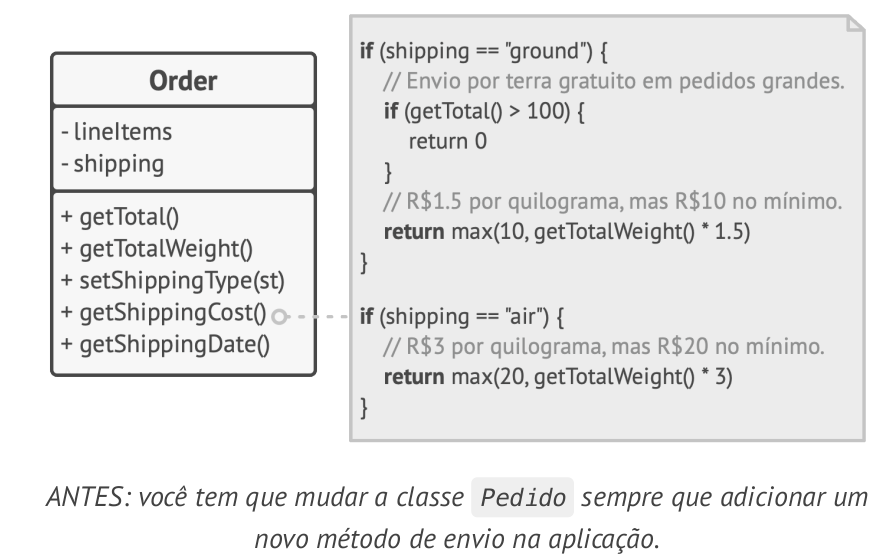 Order
- lineItems
- shipping
+ getTotal()
+ getTotalWeight()
+ setShippingType(st)
+ getShippingCost()
+ getShippingDate()
if (shipping == "ground") {
// Envio por terra gratuito em pedidos grandes.
if (getTotal() > 100) {
return 0
}
// R$1.5 por quilograma, mas R$10 no mínimo.
return max(10, getTotalWeight() * 1.5)
}
if (shipping == "air") {
// R$3 por quilograma, mas R$20 no mínimo.
return max(20, getTotalWeight() * 3)
}
ANTES: você tem que mudar a classe Pedido sempre que adicionar um
novo método de envio na aplicação.